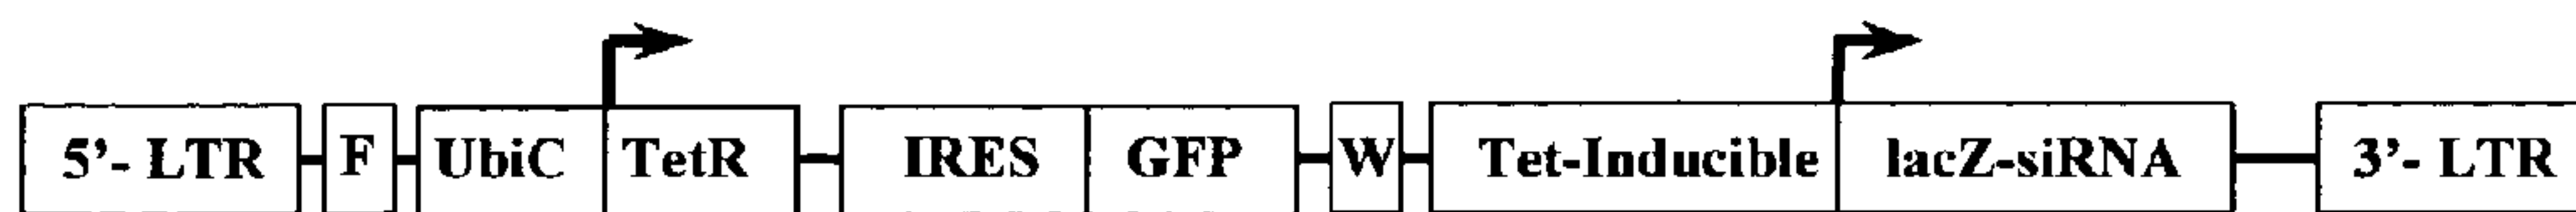 5'- LTR F UbiC TetR IRES GFP W Tet-Inducible lacZ-siRNA 3'- LTR